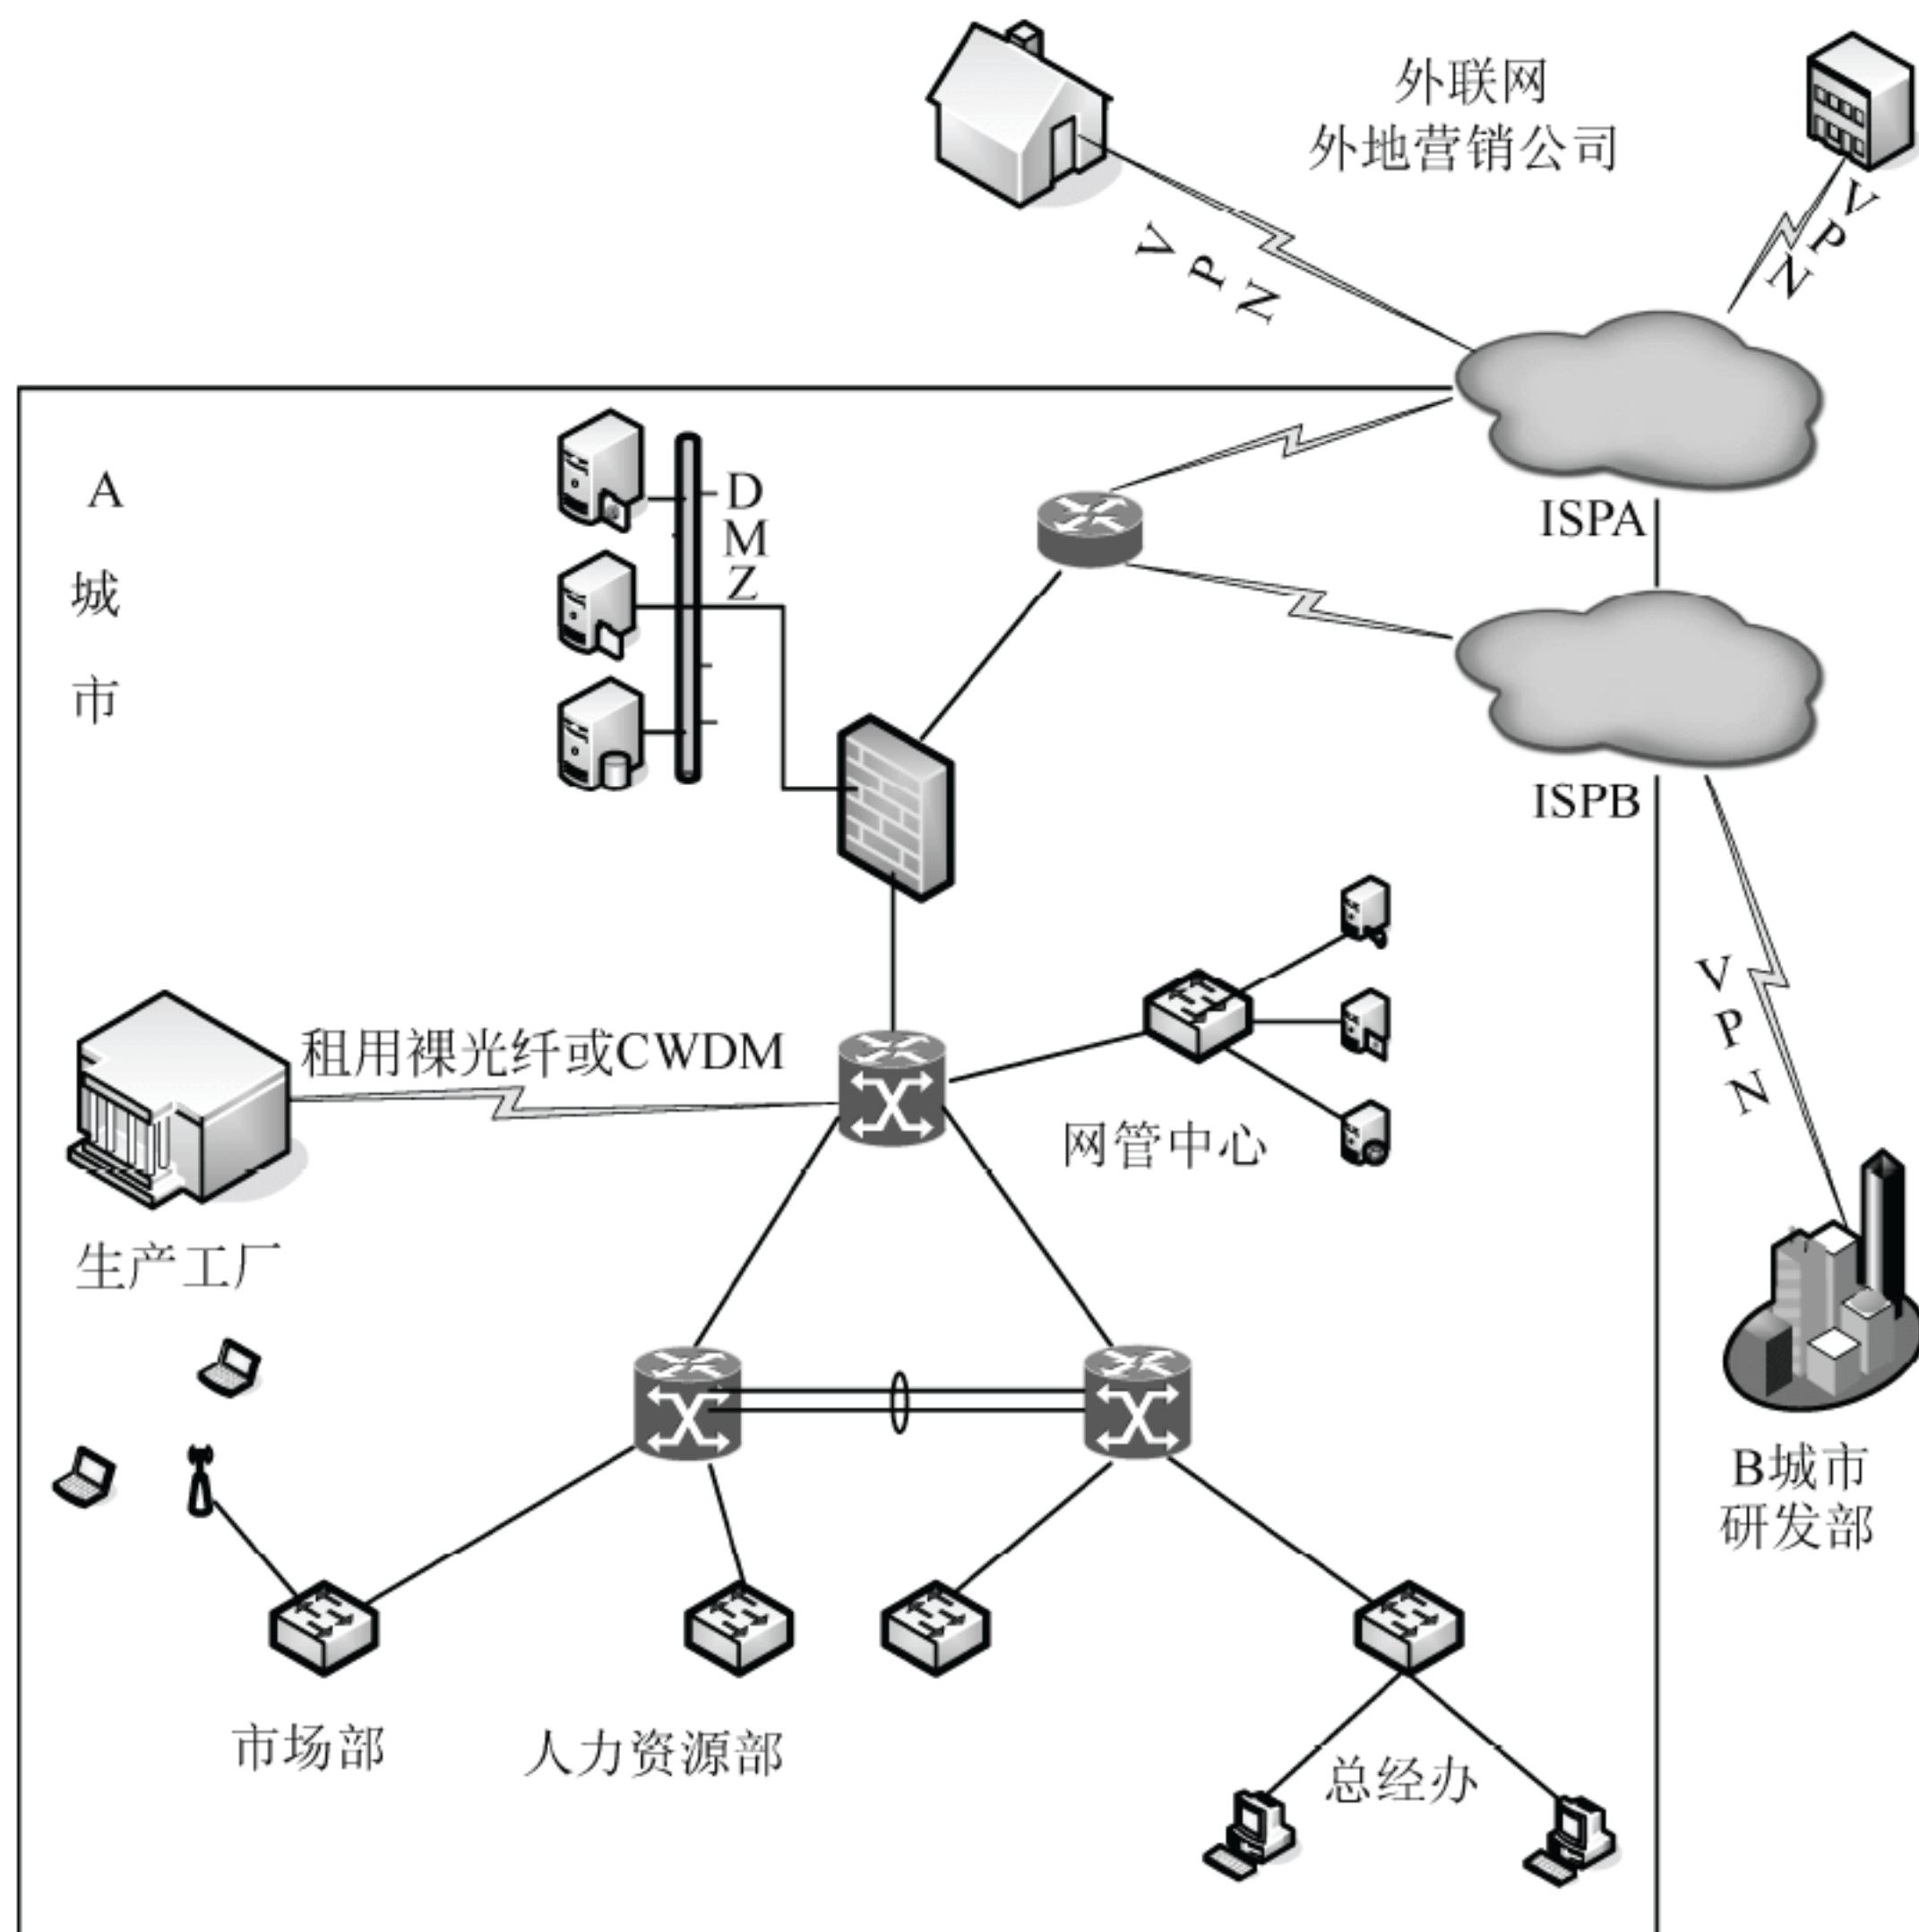 外联网
外地营销公司
VPN
VPN
A
城
市
DMZ
ISPA
ISPB
租用裸光纤或CWDM
网管中心
VPN
生产工厂
B城市
研发部
市场部
人力资源部
总经办